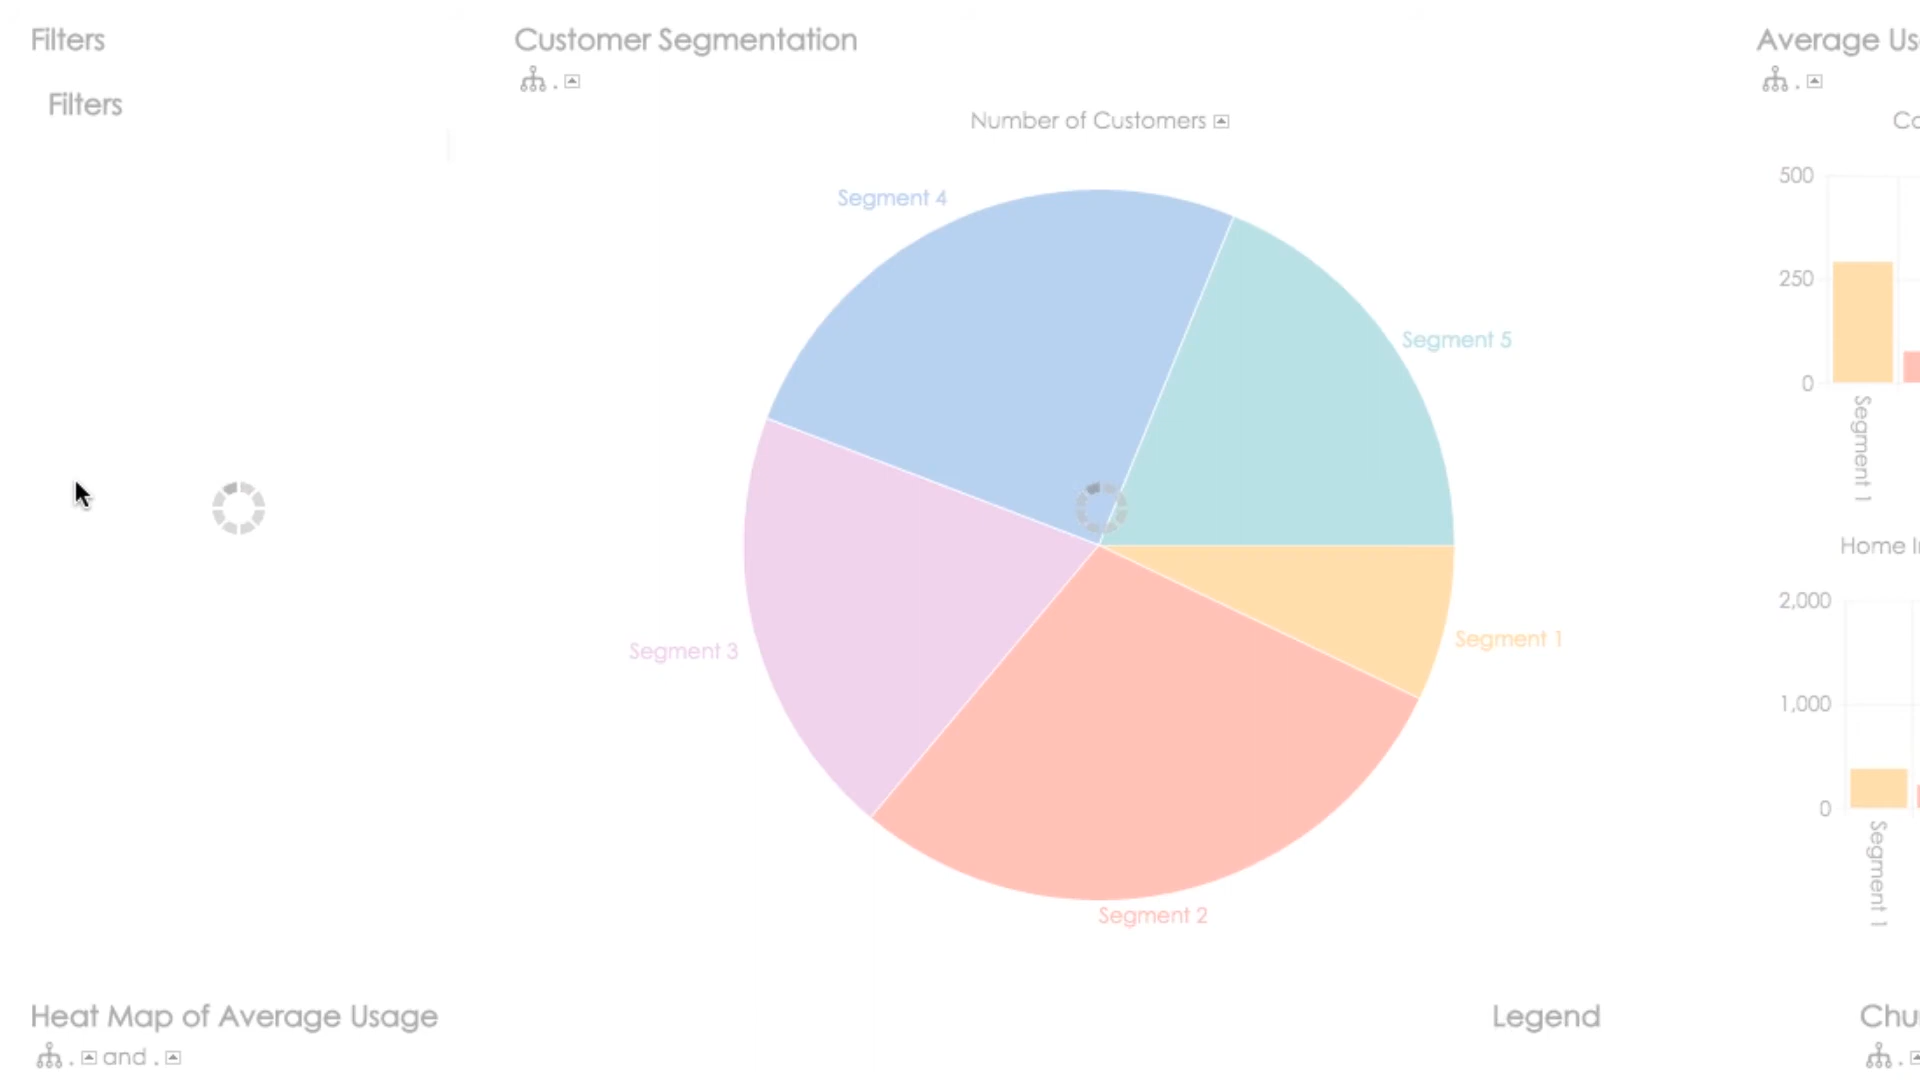 Filters
Filters
Customer Segmentation
.
Number of Customers
Segment 4
Segment 5
Segment 3
Segment 1
Segment 2
Average Us
.
Co
500
250
0
Segment 1
Home I
2,000
1,000
0
Segment 1
Heat Map of Average Usage
. and .
Legend
Chu
.